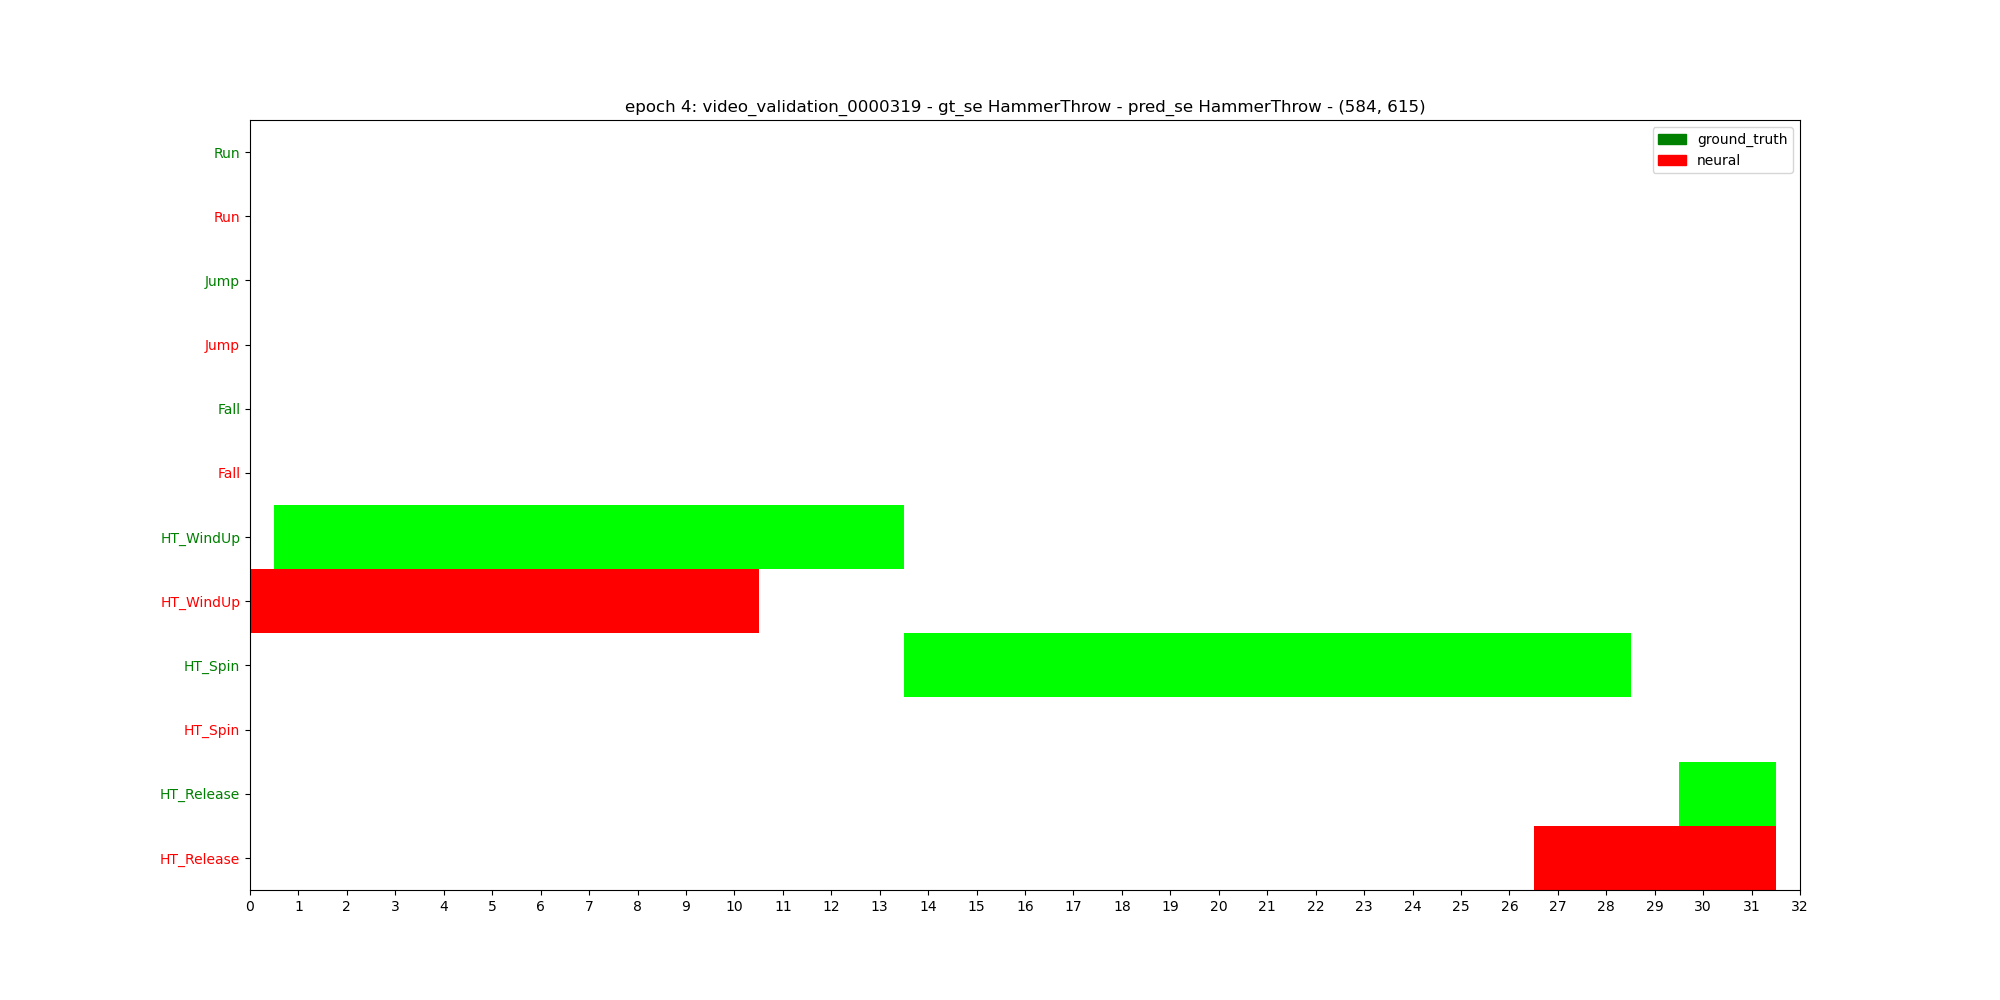 epoch 4: video_validation_0000319 - gt_se HammerThrow - pred_se HammerThrow - (584, 615)
ground_truth
neural
Run
Run
Jump
Jump
Fall
Fall
HT_WindUp
HT_WindUp
HT_Spin
HT_Spin
HT_Release
HT_Release
0 1 2 3 4 5 6 7 8 9 10 11 12 13 14 15 16 17 18 19 20 21 22 23 24 25 26 27 28 29 30 31 32